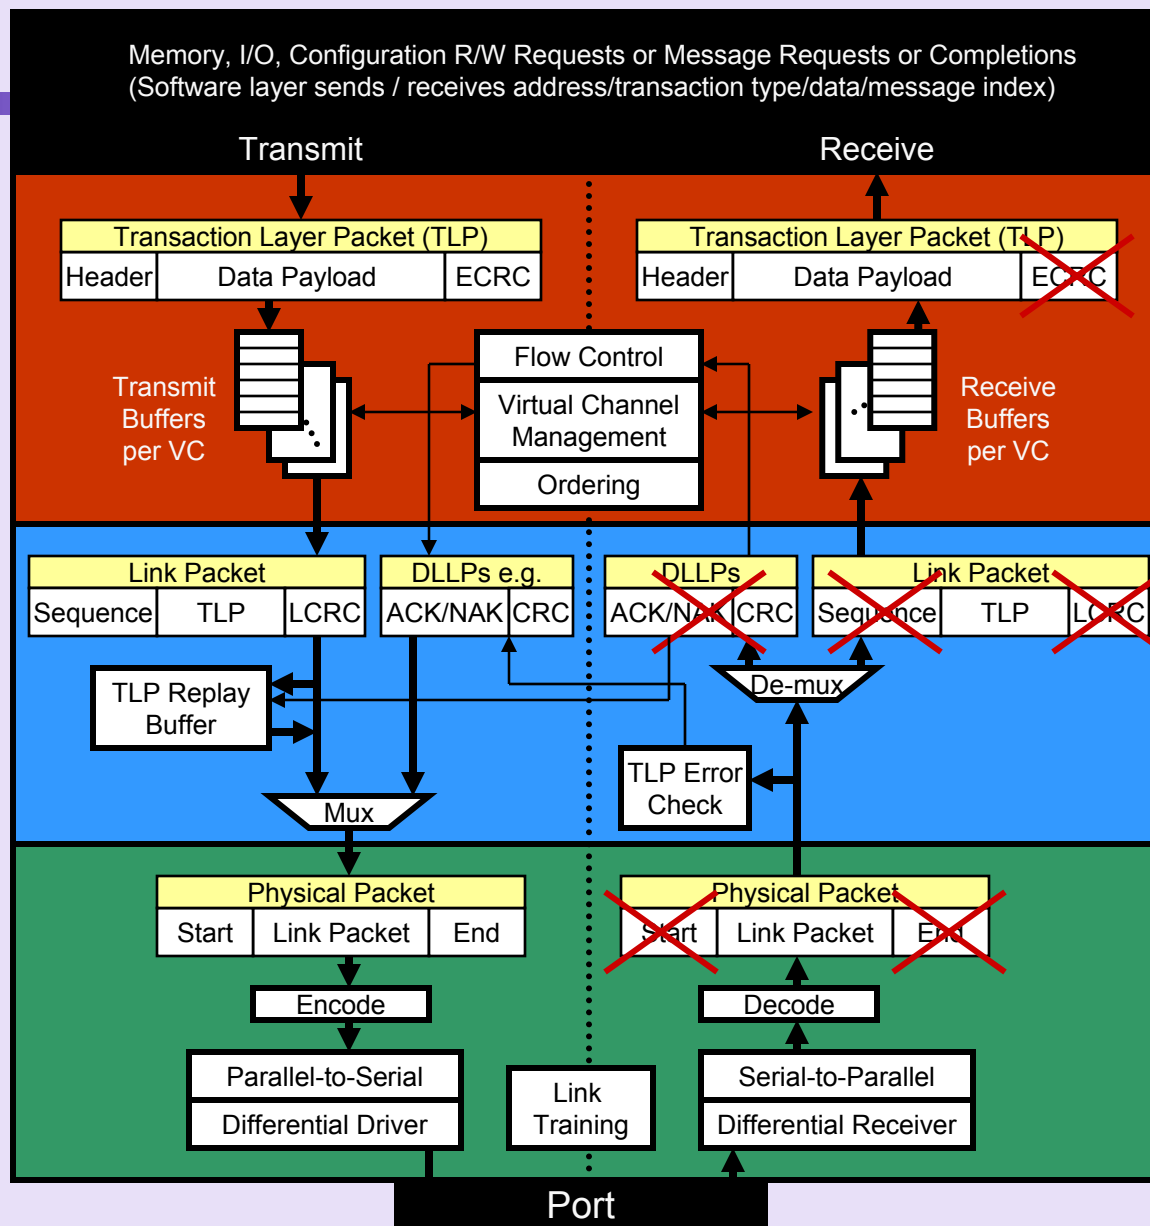 Memory, I/O, Configuration R/W Requests or Message Requests or Completions
(Software layer sends / receives address/transaction type/data/message index)
Transmit
Receive
Transaction Layer Packet (TLP)
Header
Data Payload
ECRC
Transaction Layer Packet (TLP)
Header
Data Payload
ECRC
Transmit
Buffers
per VC
Flow Control
Virtual Channel
Management
Ordering
Receive
Buffers
per VC
Link Packet
Sequence
TLP
LCRC
DLLPs e.g.
ACK/NAK
CRC
DLLPs
ACK/NAK
CRC
Link Packet
Sequence
TLP
LCRC
TLP Replay
Buffer
De-mux
TLP Error
Check
Mux
Physical Packet
Start
Link Packet
End
Physical Packet
Start
Link Packet
End
Encode
Decode
Parallel-to-Serial
Differential Driver
Link
Training
Serial-to-Parallel
Differential Receiver
Port